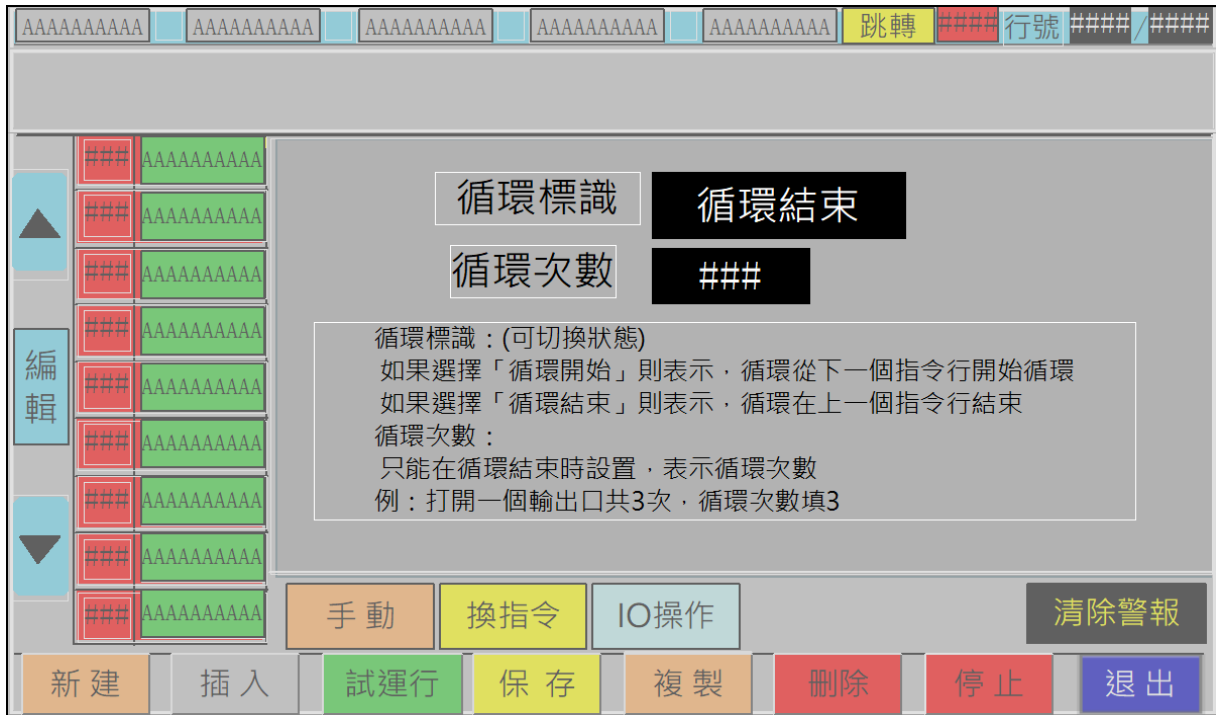 AAAAAAAAAA AAAAAAAAAA AAAAAAAAAA AAAAAAAAAA AAAAAAAAAA 跳轉 #### 行號 ####/####
### AAAAAAAAAA
### AAAAAAAAAA
### AAAAAAAAAA
### AAAAAAAAAA
### AAAAAAAAAA
### AAAAAAAAAA
### AAAAAAAAAA
### AAAAAAAAAA
### AAAAAAAAAA
編
輯
循環標識 循環結束
循環次數 ###
循環標識：(可切換狀態)
如果選擇「循環開始」則表示，循環從下一個指令行開始循環
如果選擇「循環結束」則表示，循環在上一個指令行結束
循環次數：
只能在循環結束時設置，表示循環次數
例：打開一個輸出口共3次，循環次數填3
手動 換指令 IO操作 清除警報
新建 插入 試運行 保存 複製 刪除 停止 退出